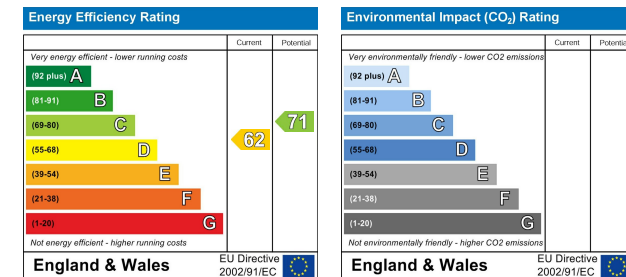 Energy Efficiency Rating
Current Potential
Very energy efficient - lower running costs
(92 plus) A
(81-91) B
(69-80) C
(55-68) D
(39-54) E
(21-38) F
(1-20) G
62
71
Not energy efficient - higher running costs
England & Wales
EU Directive
2002/91/EC
Environmental Impact (CO₂) Rating
Current Potential
Very environmentally friendly - lower CO2 emissions
(92 plus) A
(81-91) B
(69-80) C
(55-68) D
(39-54) E
(21-38) F
(1-20) G
Not environmentally friendly - higher CO2 emissions
England & Wales
EU Directive
2002/91/EC